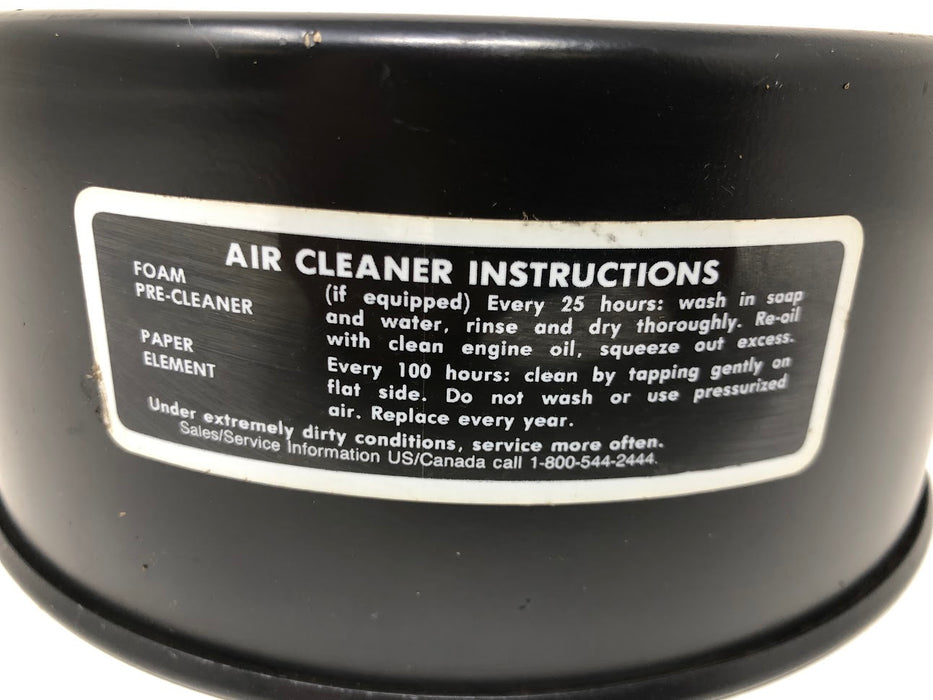 AIR CLEANER INSTRUCTIONS
FOAM
PRE-CLEANER
(if equipped) Every 25 hours: wash in soap
and water, rinse and dry thoroughly. Re-oil
with clean engine oil, squeeze out excess.
PAPER
ELEMENT
Every 100 hours: clean by tapping gently on
flat side. Do not wash or use pressurized
air. Replace every year.
Under extremely dirty conditions, service more often.
Sales/Service Information US/Canada call 1-800-544-2444.